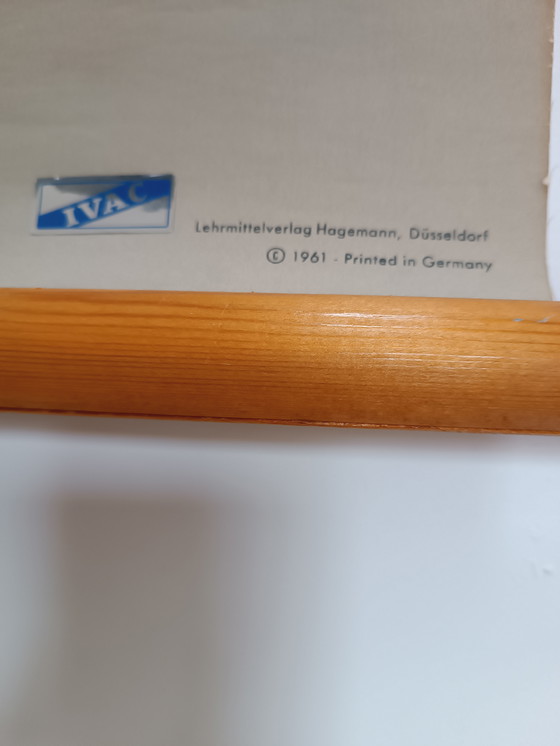 IVAC
Lehrmittelverlag Hagemann, Düsseldorf
© 1961 - Printed in Germany